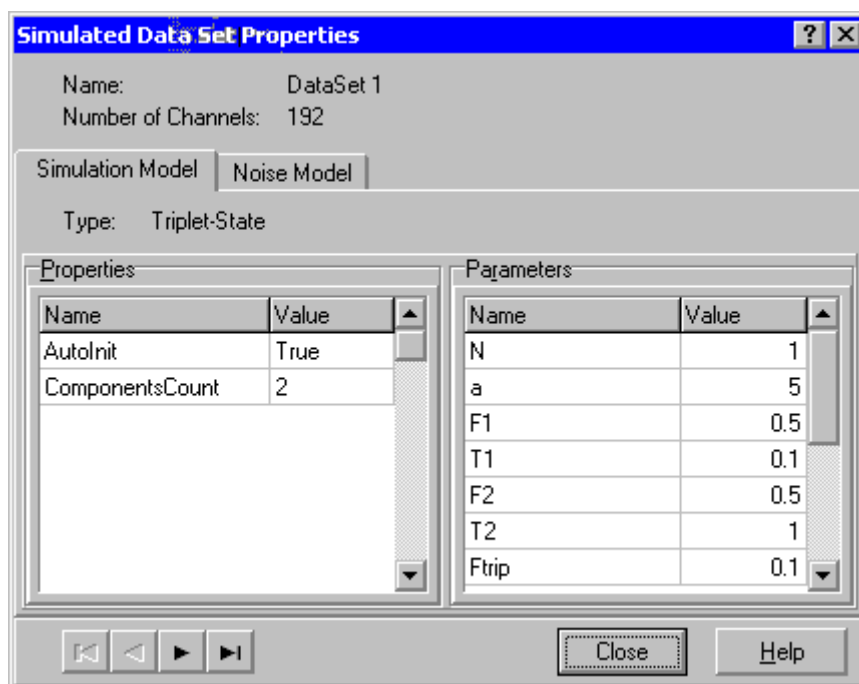 Simulated Data Set Properties
Name: DataSet 1
Number of Channels: 192
Simulation Model Noise Model
Type: Triplet-State
Properties
Name Value
AutoInit True
ComponentsCount 2
Parameters
Name Value
N 1
a 5
F1 0.5
T1 0.1
F2 0.5
T2 1
Ftrip 0.1
Close Help